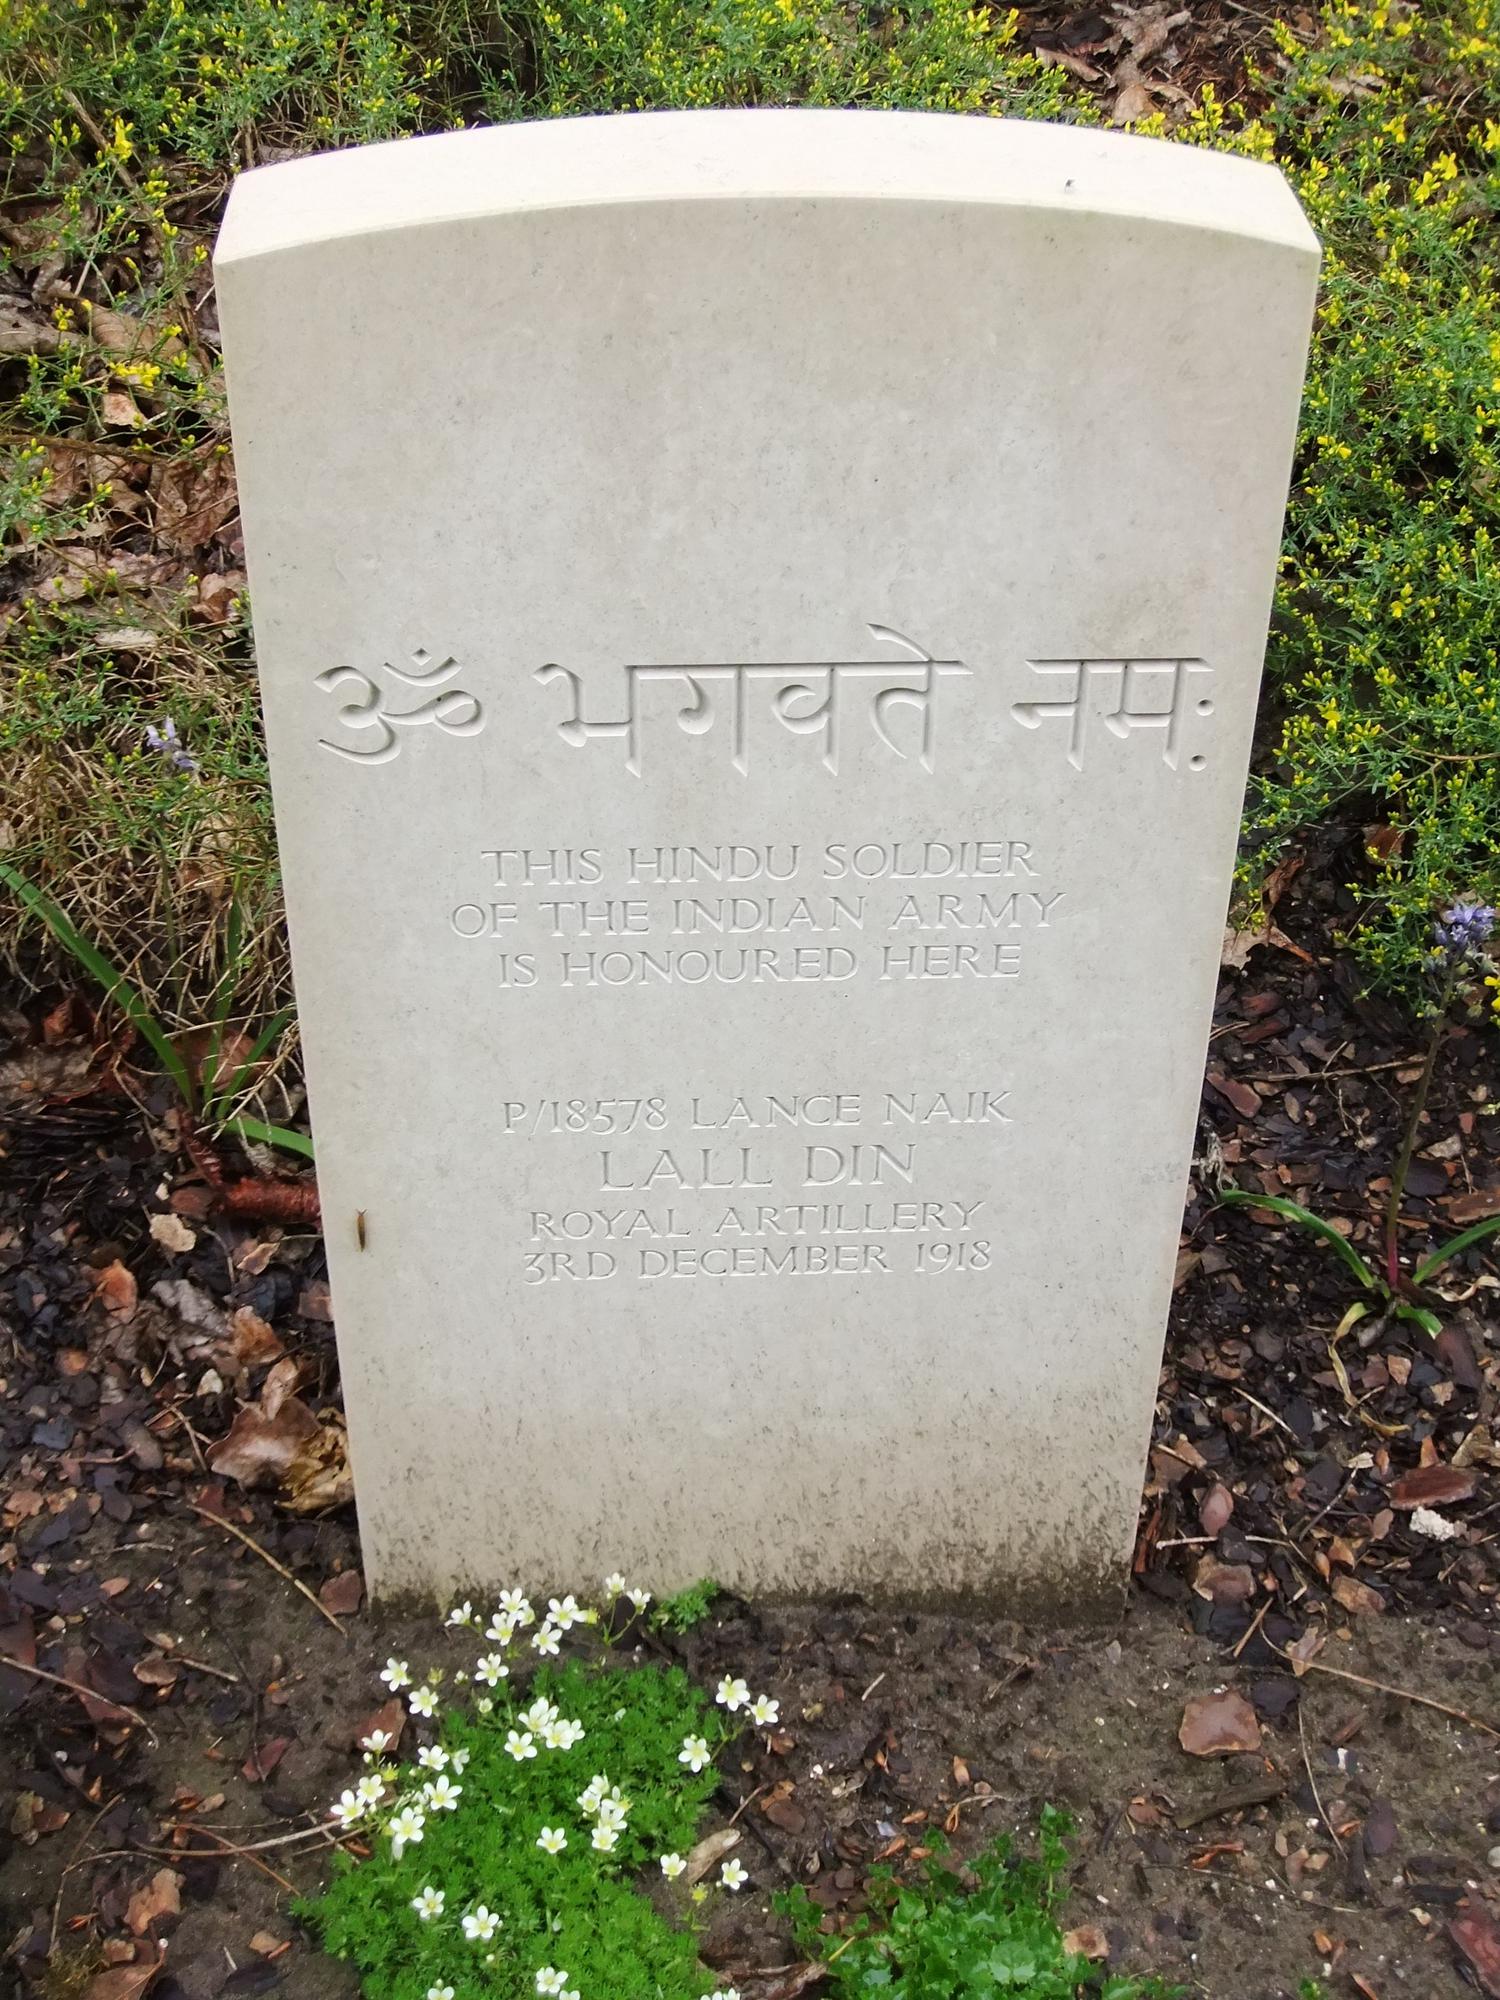 ॐ भगवते नमः
THIS HINDU SOLDIER
OF THE INDIAN ARMY
IS HONOURED HERE
P/18578 LANCE NAIK
LALL DIN
ROYAL ARTILLERY
3RD DECEMBER 1918